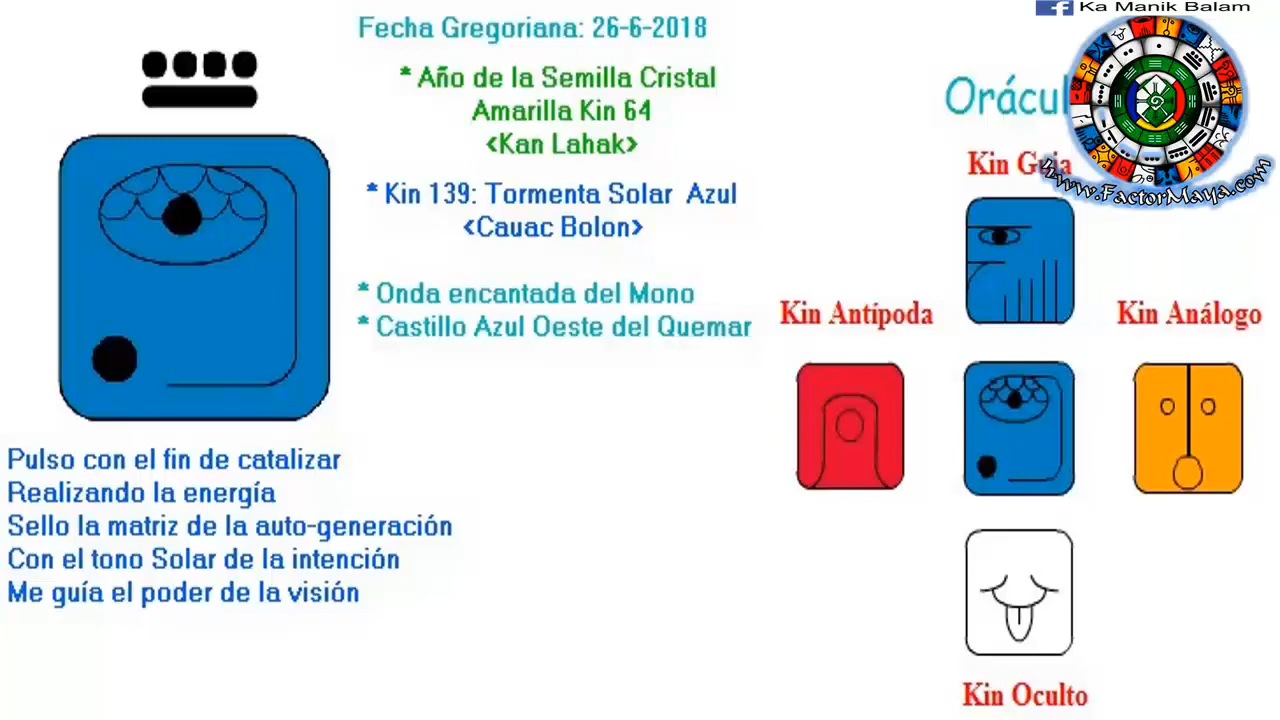 Ka Manik Balam
Fecha Gregoriana: 26-6-2018
* Año de la Semilla Cristal
Amarilla Kin 64
<Kan Lahak>
* Kin 139: Tormenta Solar Azul
<Cauac Bolon>
* Onda encantada del Mono
* Castillo Azul Oeste del Quemar
Pulso con el fin de catalizar
Realizando la energía
Sello la matriz de la auto-generación
Con el tono Solar de la intención
Me guía el poder de la visión
Orácul
www.FactorMaya.com
Kin Guia
Kin Antípoda
Kin Análogo
Kin Oculto